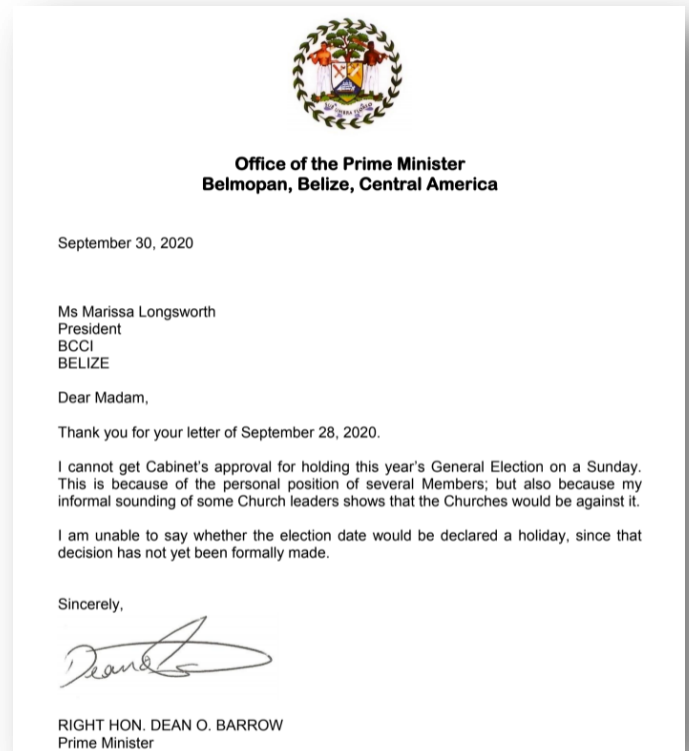 Office of the Prime Minister
Belmopan, Belize, Central America
September 30, 2020
Ms Marissa Longsworth
President
BCCI
BELIZE
Dear Madam,
Thank you for your letter of September 28, 2020.
I cannot get Cabinet's approval for holding this year's General Election on a Sunday.
This is because of the personal position of several Members; but also because my
informal sounding of some Church leaders shows that the Churches would be against it.
I am unable to say whether the election date would be declared a holiday, since that
decision has not yet been formally made.
Sincerely,
RIGHT HON. DEAN O. BARROW
Prime Minister